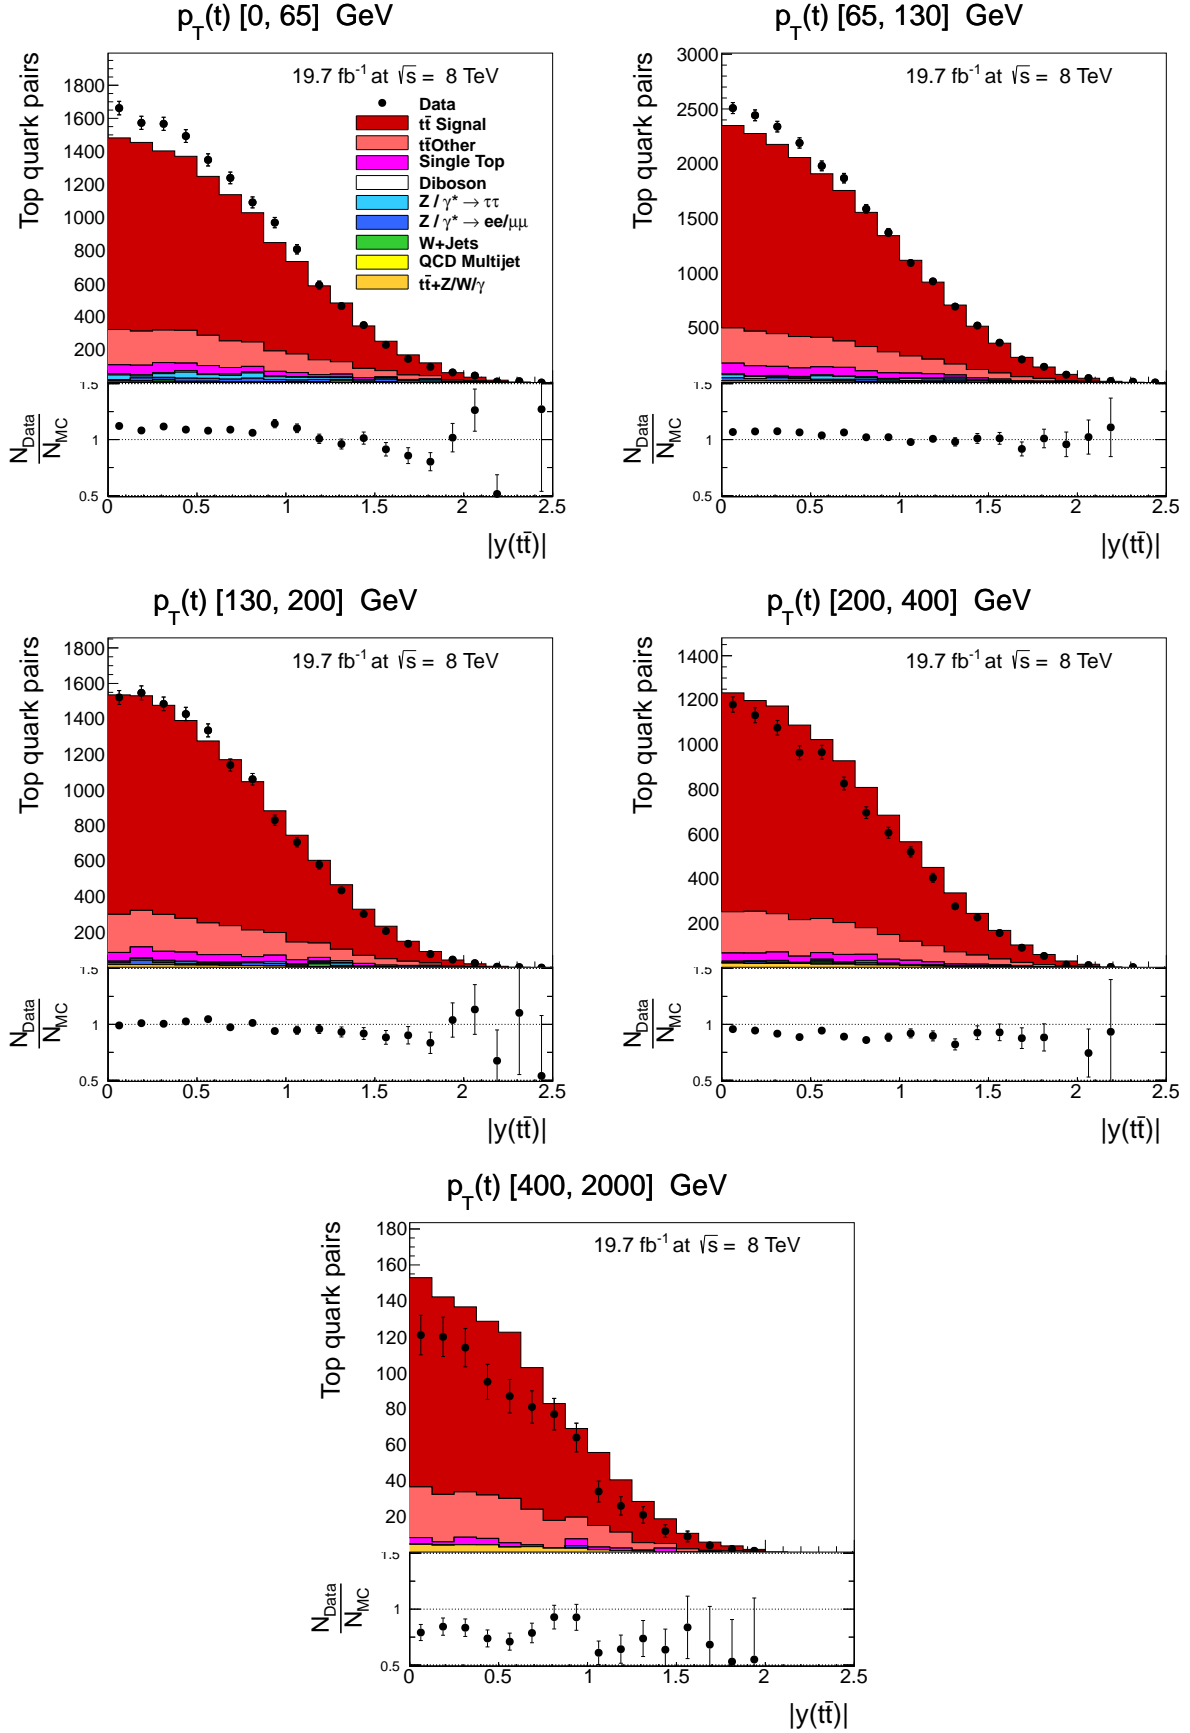 p_T(t) [0, 65] GeV
Top quark pairs
19.7 fb⁻¹ at √s = 8 TeV
Data
tt̄ Signal
tt̄Other
Single Top
Diboson
Z / γ* → ττ
Z / γ* → ee/μμ
W+Jets
QCD Multijet
tt̄+Z/W/γ
1800
1600
1400
1200
1000
800
600
400
200
N_Data
N_MC
1.5
1
0.5
0 0.5 1 1.5 2 2.5
|y(tt̄)|
p_T(t) [65, 130] GeV
Top quark pairs
19.7 fb⁻¹ at √s = 8 TeV
3000
2500
2000
1500
1000
500
N_Data
N_MC
1.5
1
0.5
0 0.5 1 1.5 2 2.5
|y(tt̄)|
p_T(t) [130, 200] GeV
Top quark pairs
19.7 fb⁻¹ at √s = 8 TeV
1800
1600
1400
1200
1000
800
600
400
200
N_Data
N_MC
1.5
1
0.5
0 0.5 1 1.5 2 2.5
|y(tt̄)|
p_T(t) [200, 400] GeV
Top quark pairs
19.7 fb⁻¹ at √s = 8 TeV
1400
1200
1000
800
600
400
200
N_Data
N_MC
1.5
1
0.5
0 0.5 1 1.5 2 2.5
|y(tt̄)|
p_T(t) [400, 2000] GeV
Top quark pairs
19.7 fb⁻¹ at √s = 8 TeV
180
160
140
120
100
80
60
40
20
N_Data
N_MC
1.5
1
0.5
0 0.5 1 1.5 2 2.5
|y(tt̄)|